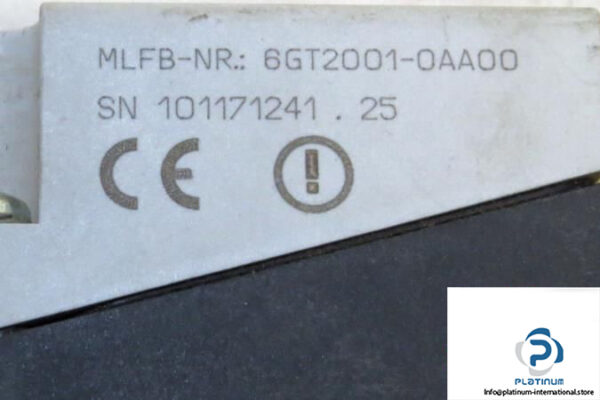 MLFB-NR.: 6GT2001-0AA00
SN 101171241 . 25
CE
PLATINUM
Info@platinum-international.store